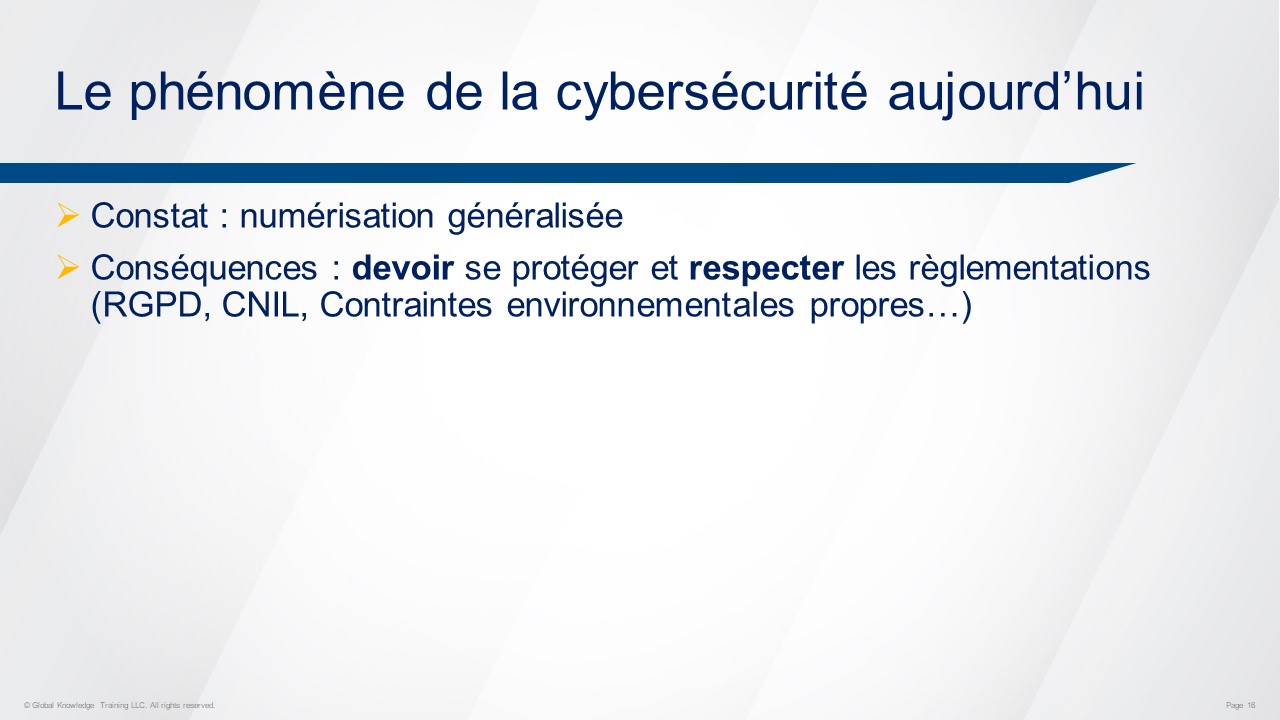 Le phénomène de la cybersécurité aujourd’hui
Constat : numérisation généralisée
Conséquences : devoir se protéger et respecter les règlementations
(RGPD, CNIL, Contraintes environnementales propres…)
© Global Knowledge Training LLC. All rights reserved.
Page 16